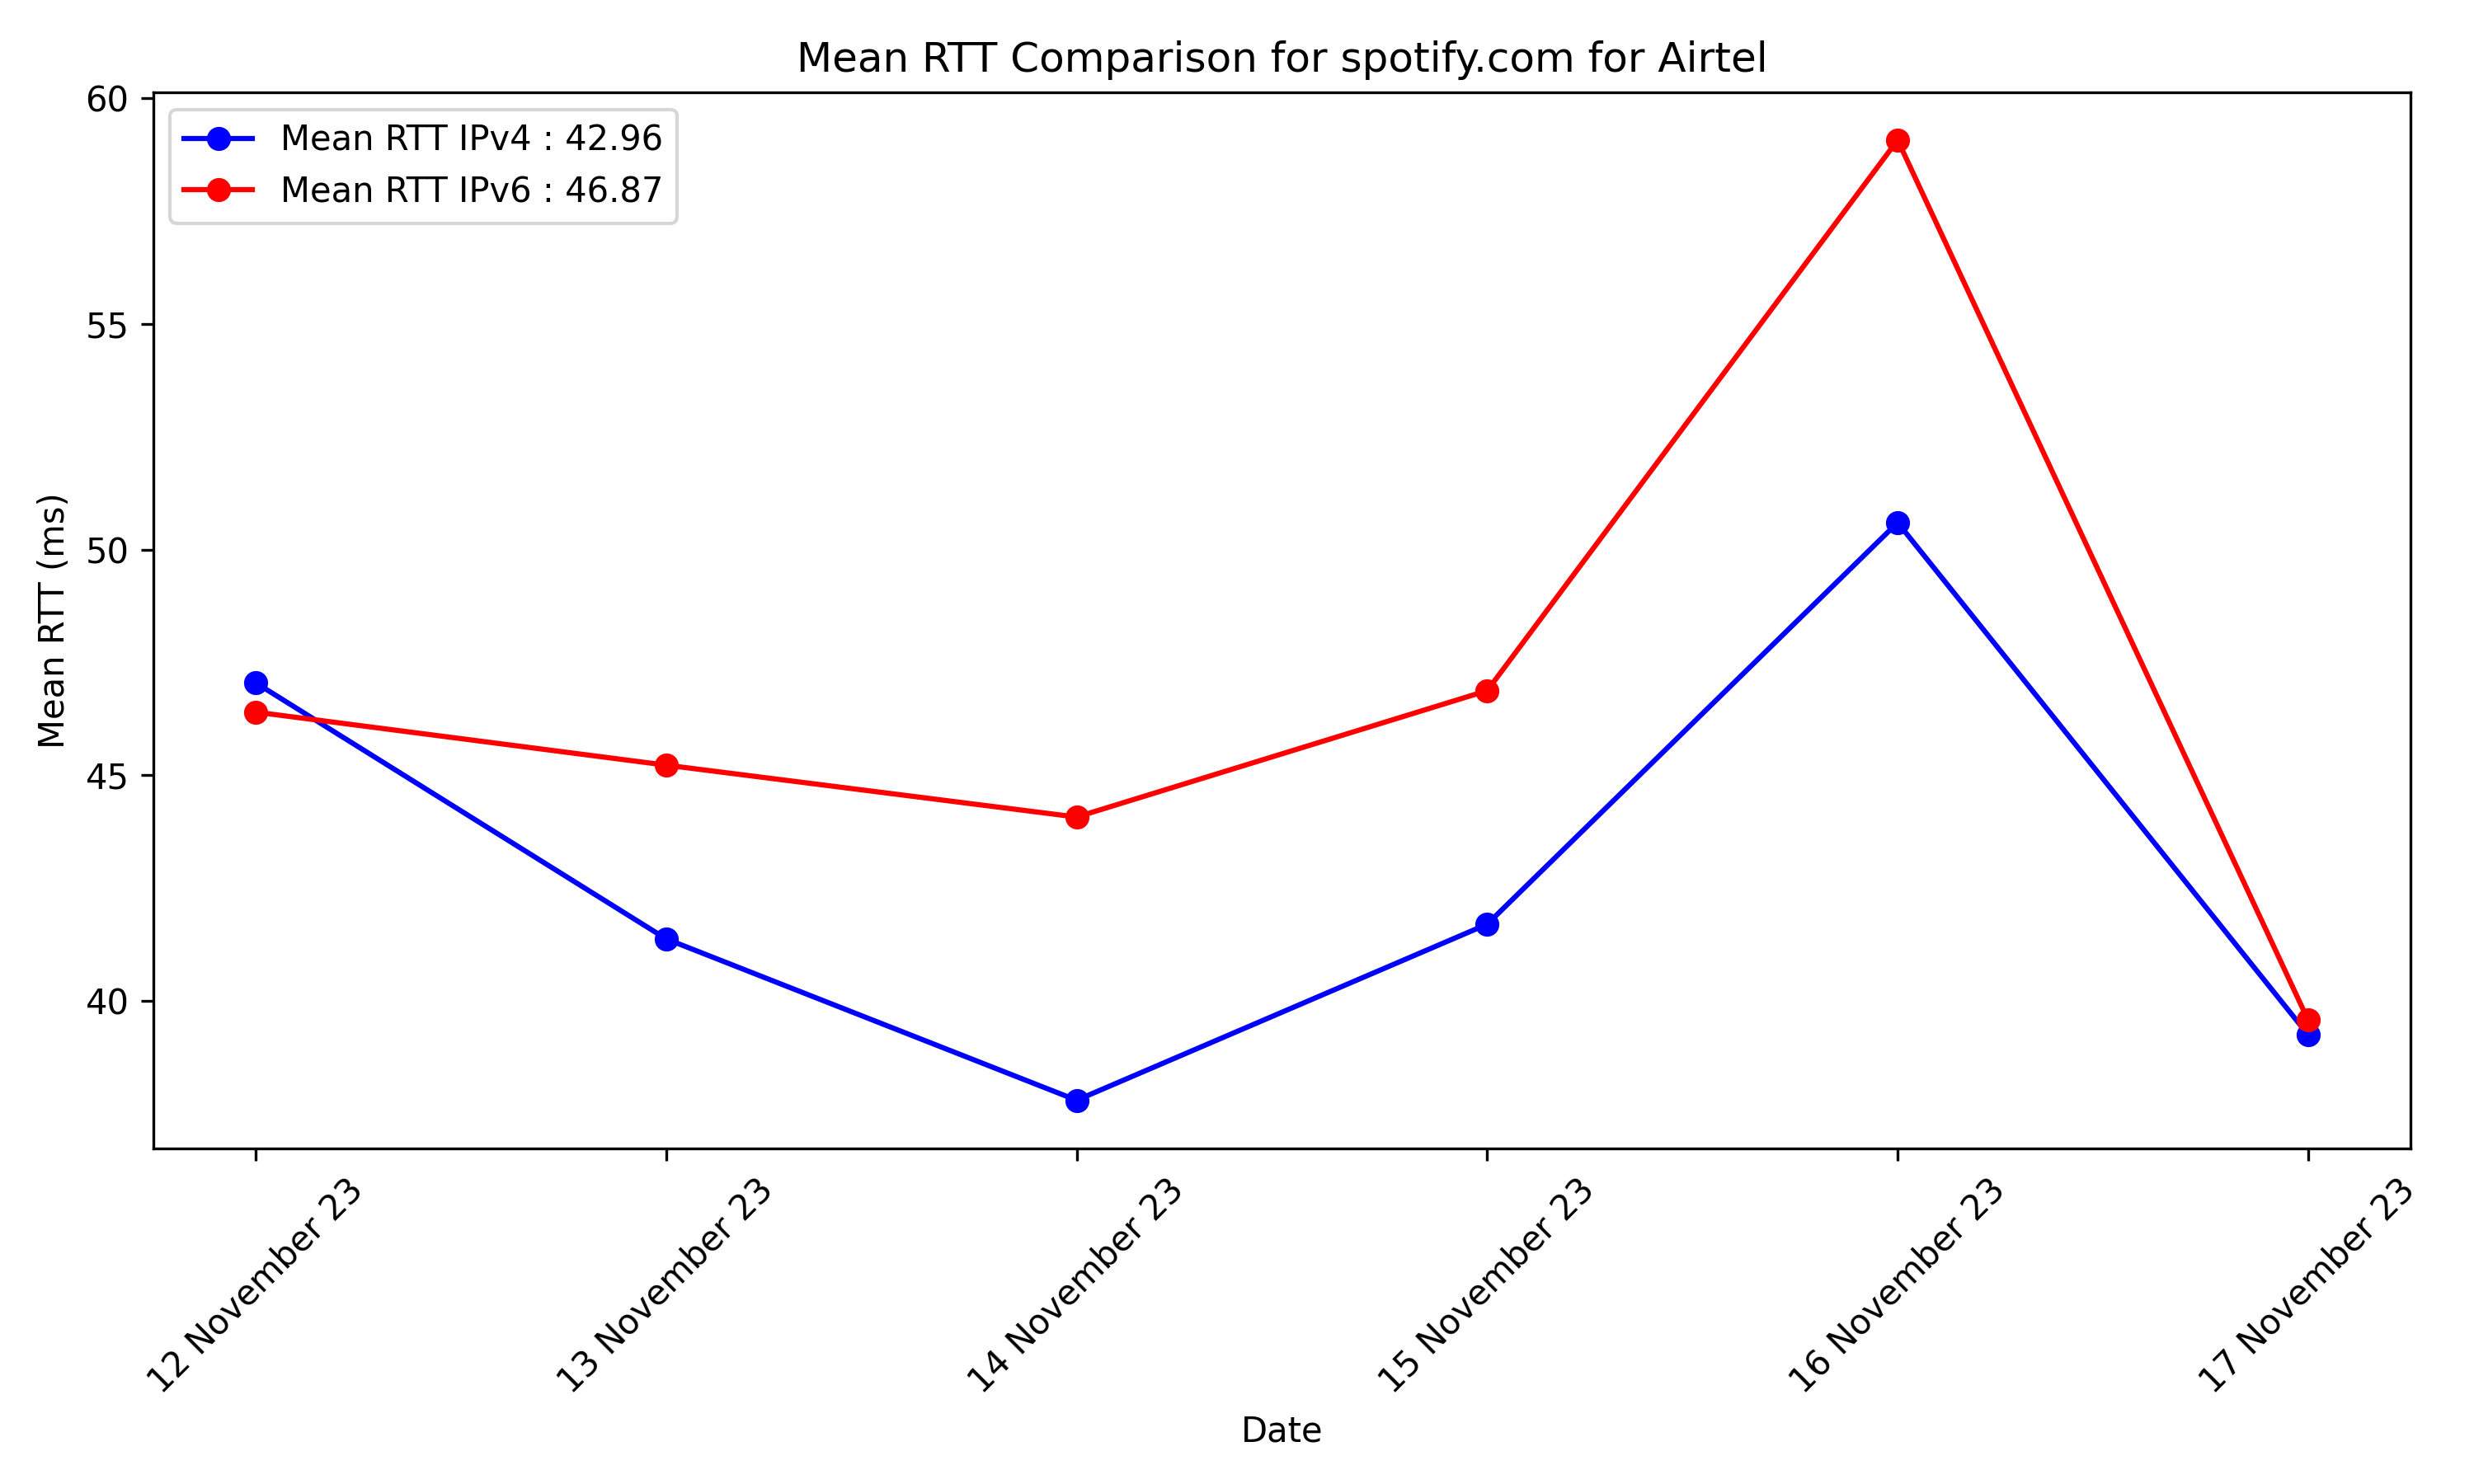 Mean RTT Comparison for spotify.com for Airtel
Mean RTT IPv4 : 42.96
Mean RTT IPv6 : 46.87
Mean RTT (ms)
60
55
50
45
40
12 November 23
13 November 23
14 November 23
15 November 23
16 November 23
17 November 23
Date